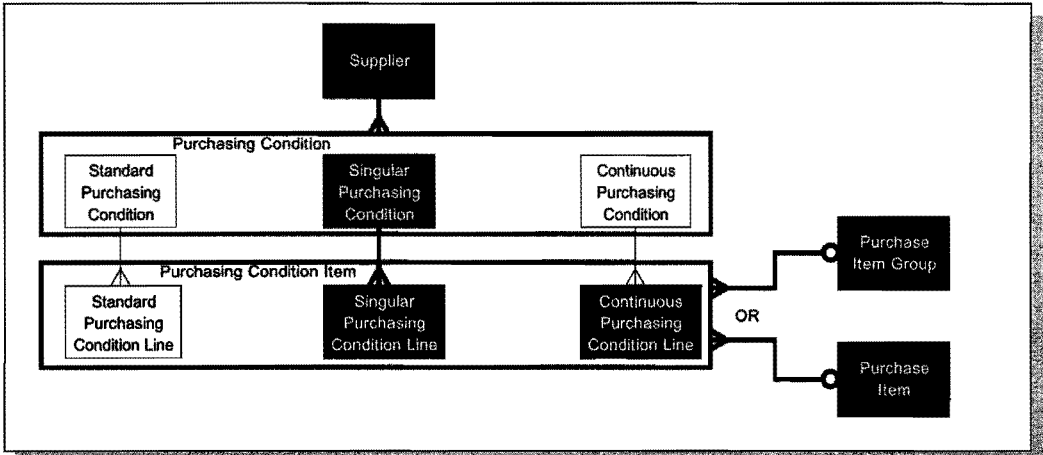 Supplier
Purchasing Condition
Standard
Purchasing
Condition
Singular
Purchasing
Condition
Continuous
Purchasing
Condition
Purchase
Item Group
Purchasing Condition Item
Standard
Purchasing
Condition Line
Singular
Purchasing
Condition Line
Continuous
Purchasing
Condition Line
OR
Purchase
Item